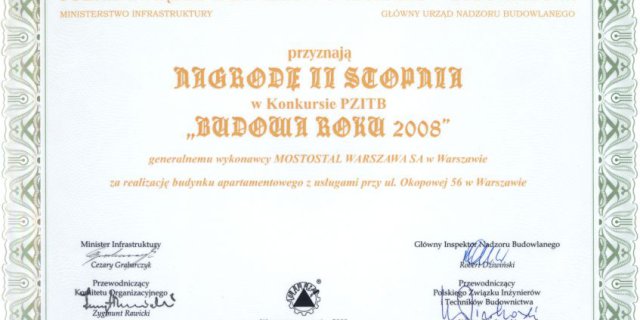 MINISTERSTWO INFRASTRUKTURY
GŁÓWNY URZĄD NADZORU BUDOWLANEGO
przyznają
NAGRODĘ II STOPNIA
w Konkursie PZITB
„BUDOWA ROKU 2008”
generalnemu wykonawcy MOSTOSTAL WARSZAWA SA w Warszawie
za realizację budynku apartamentowego z usługami przy ul. Okopowej 56 w Warszawie
Minister Infrastruktury
Cezary Grabarczyk
Główny Inspektor Nadzoru Budowlanego
Robert Dziwiński
Przewodniczący
Komitetu Organizacyjnego
Zygmunt Rawicki
Przewodniczący
Polskiego Związku Inżynierów
i Techników Budownictwa